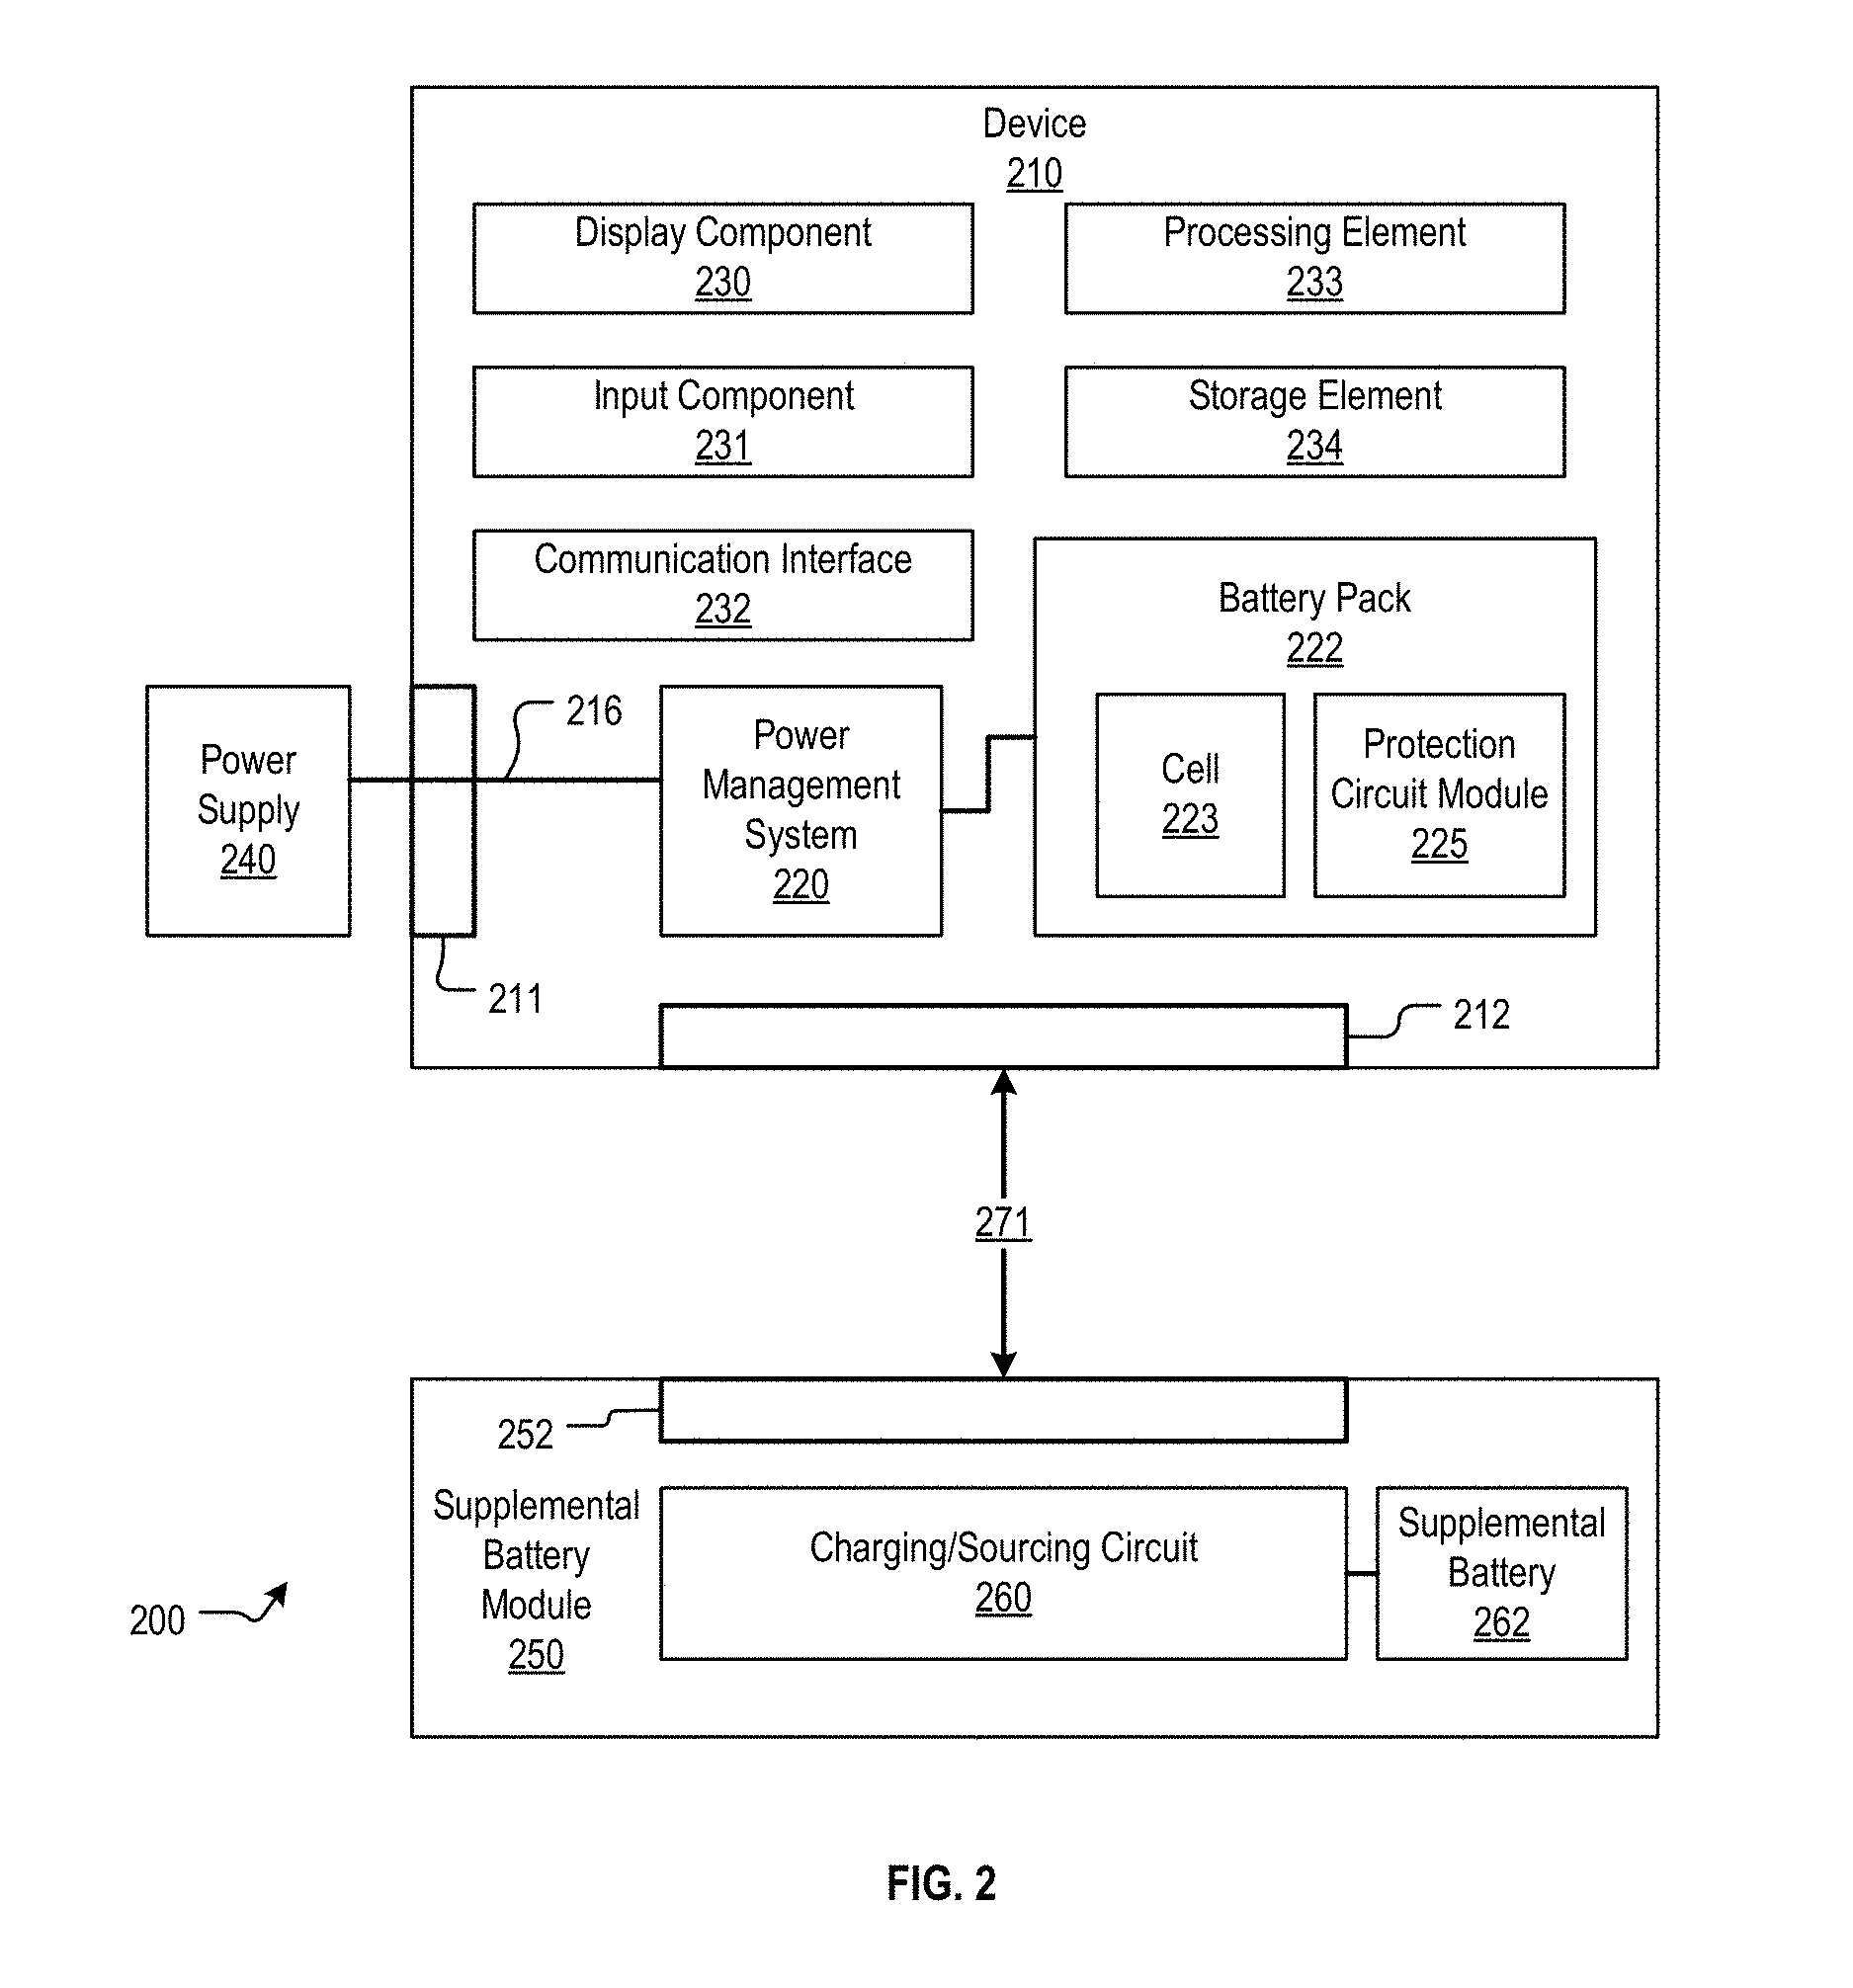 Device
210
Display Component
230
Processing Element
233
Input Component
231
Storage Element
234
Communication Interface
232
Battery Pack
222
Cell
223
Protection
Circuit Module
225
216
Power
Supply
240
Power
Management
System
220
211
212
271
252
Supplemental
Battery
Module
250
Charging/Sourcing Circuit
260
Supplemental
Battery
262
200
FIG. 2